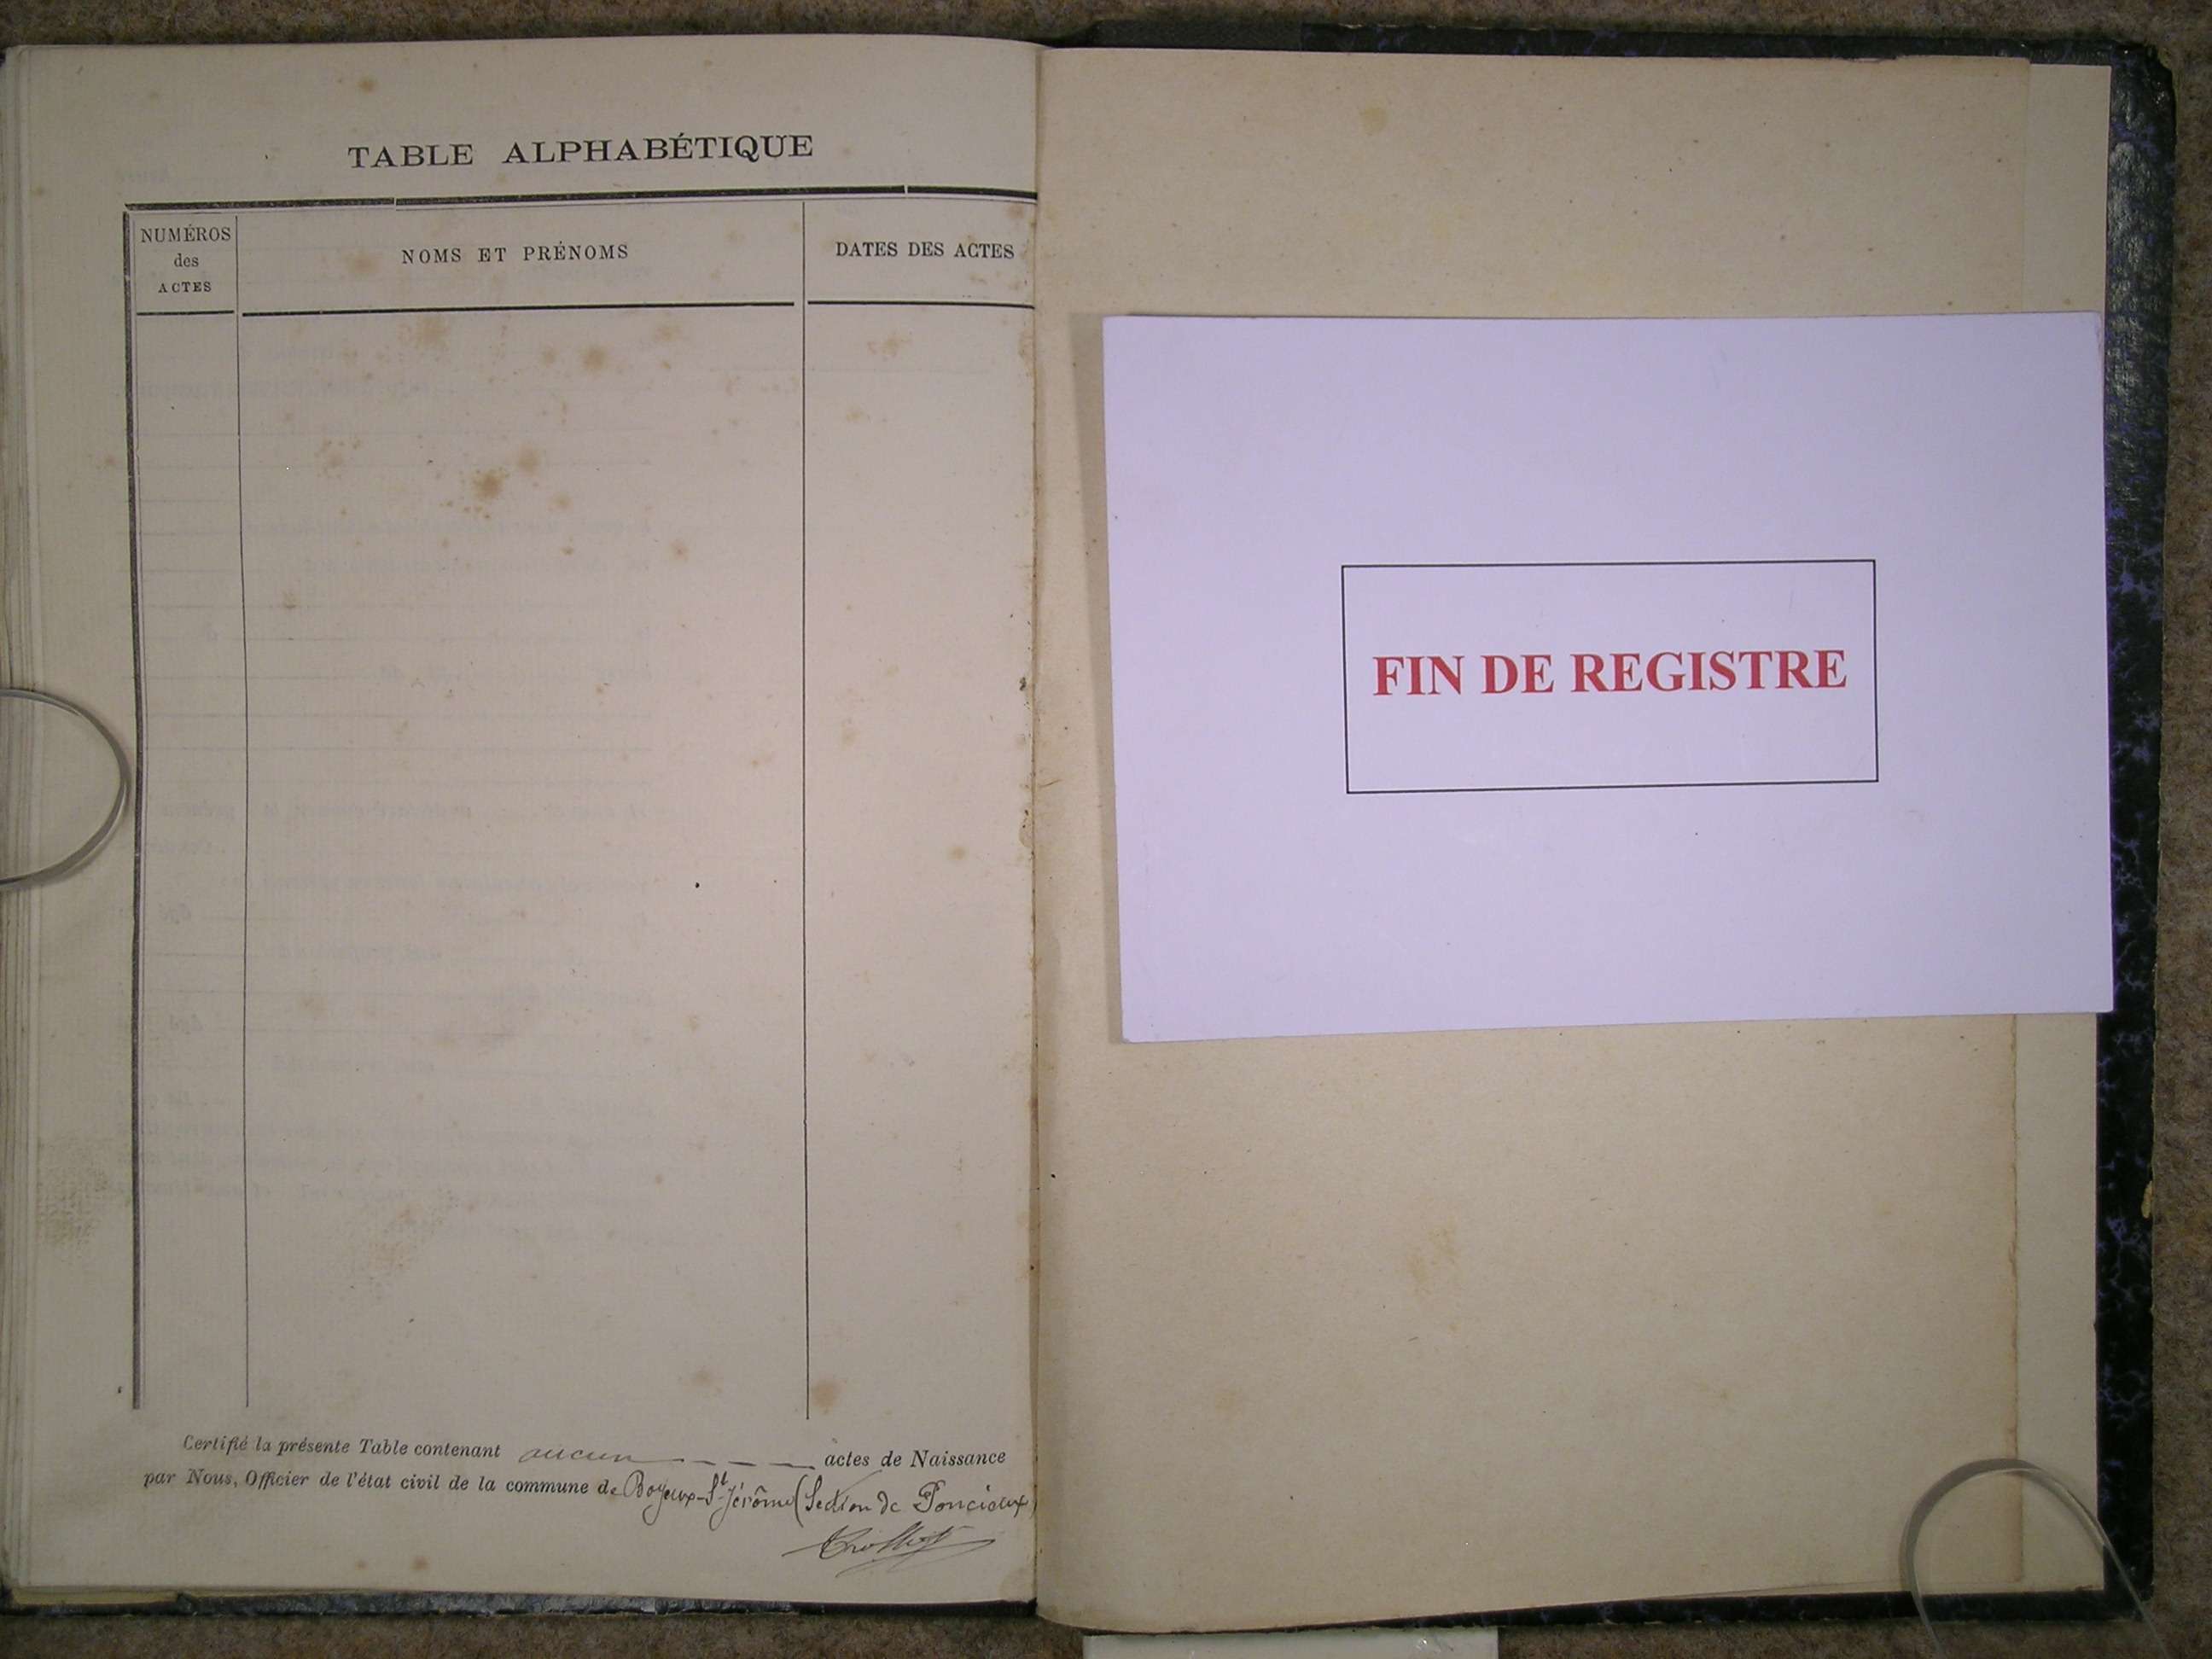 TABLE ALPHABÉTIQUE
NUMÉROS
des
ACTES
NOMS ET PRÉNOMS
DATES DES ACTES
Certifié la présente Table contenant aucun actes de Naissance
par Nous, Officier de l'état civil de la commune de Boyeux-St-Jérôme (Section de Poncieux)
FIN DE REGISTRE